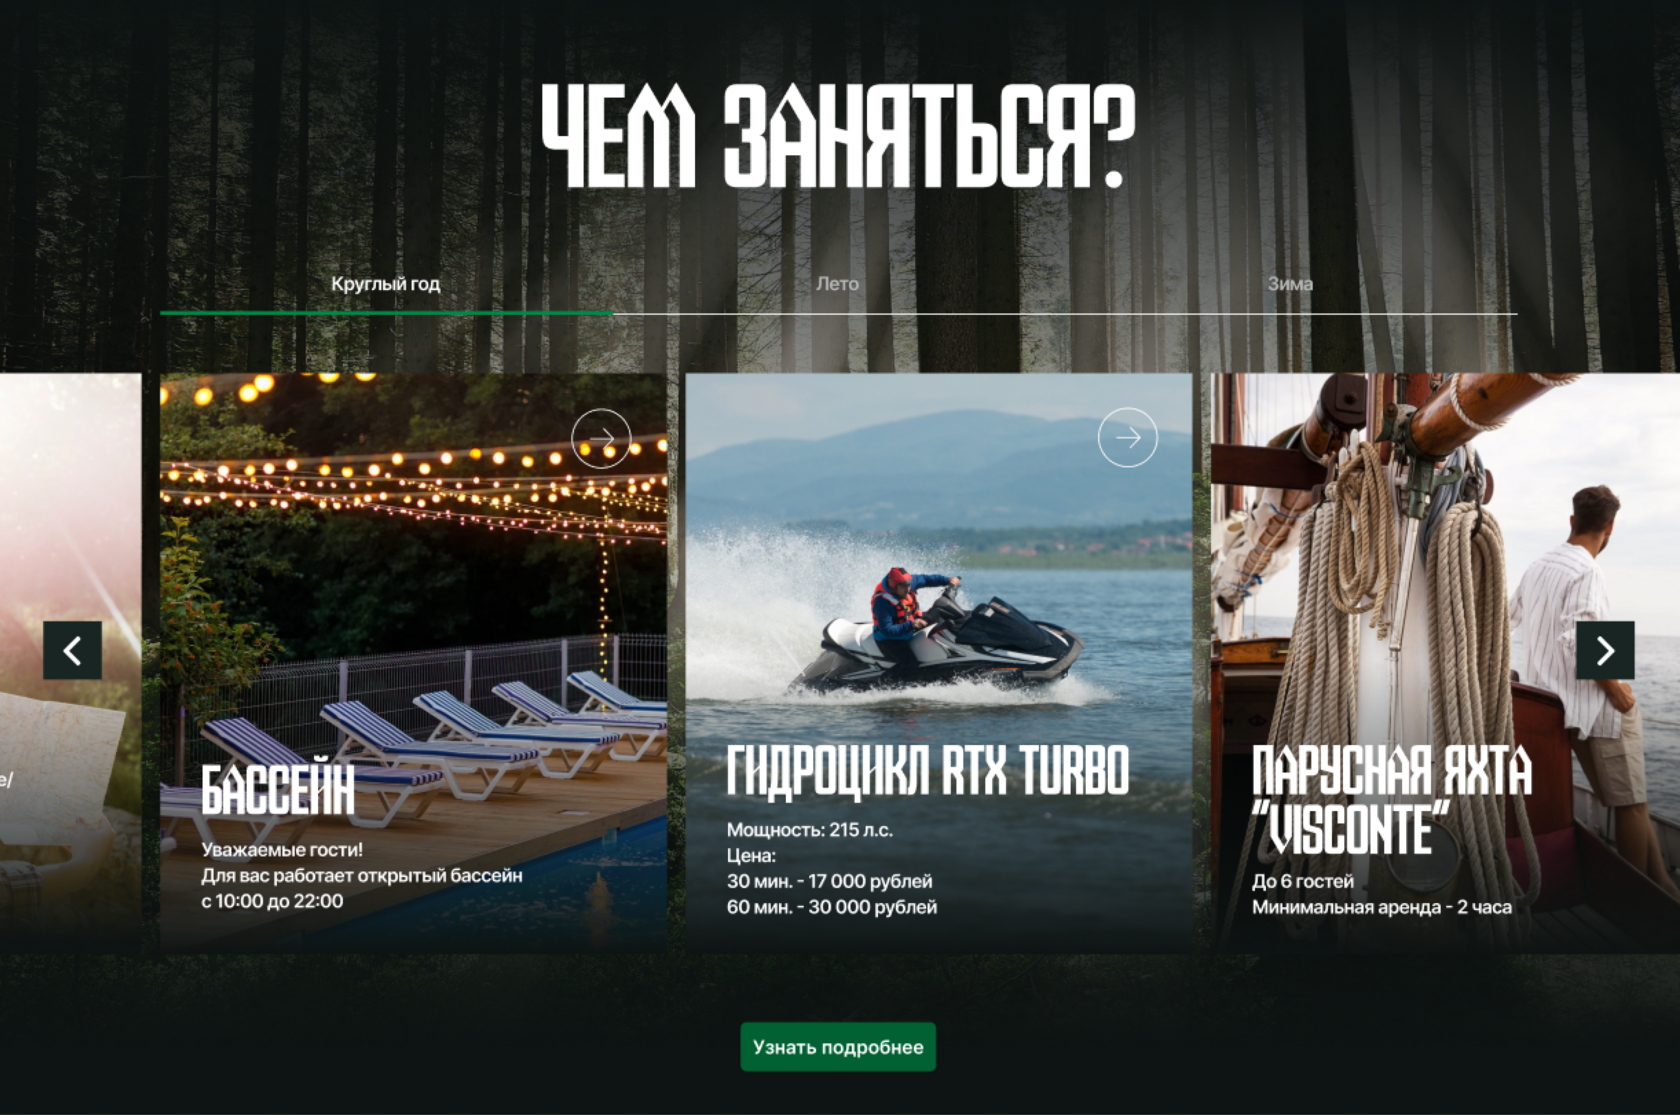 ЧЕМ ЗАНЯТЬСЯ?
Круглый год
Лето
Зима
е/
БАССЕЙН
Уважаемые гости!
Для вас работает открытый бассейн
с 10:00 до 22:00
ГИДРОЦИКЛ RTX TURBO
Мощность: 215 л.с.
Цена:
30 мин. - 17 000 рублей
60 мин. - 30 000 рублей
ПАРУСНАЯ ЯХТА
"VISCONTE"
До 6 гостей
Минимальная аренда - 2 часа
Узнать подробнее